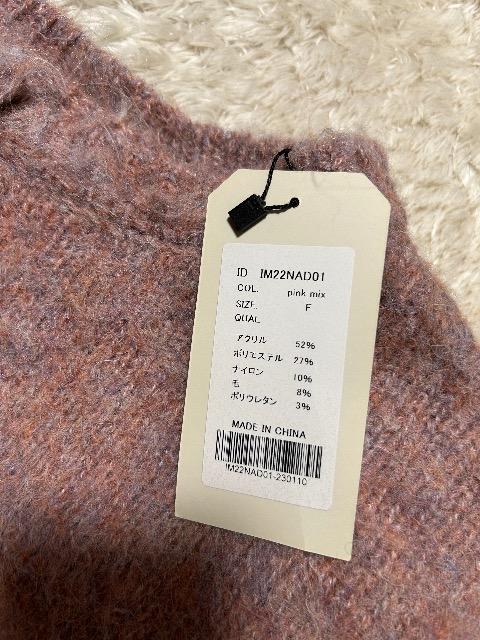 ID IM22NAD01
COL. pink mix
SIZE. F
QUAL
アクリル 52%
ポリエステル 27%
ナイロン 10%
毛 8%
ポリウレタン 3%
MADE IN CHINA
IM22NAD01-230110